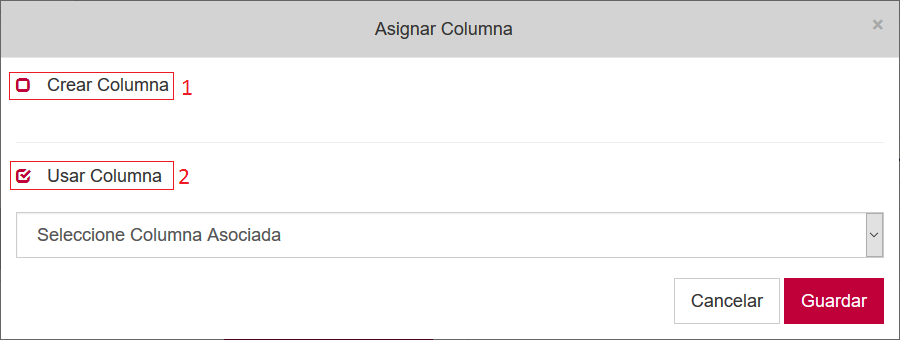 Asignar Columna ×
Crear Columna 1
Usar Columna 2
Seleccione Columna Asociada
Cancelar Guardar